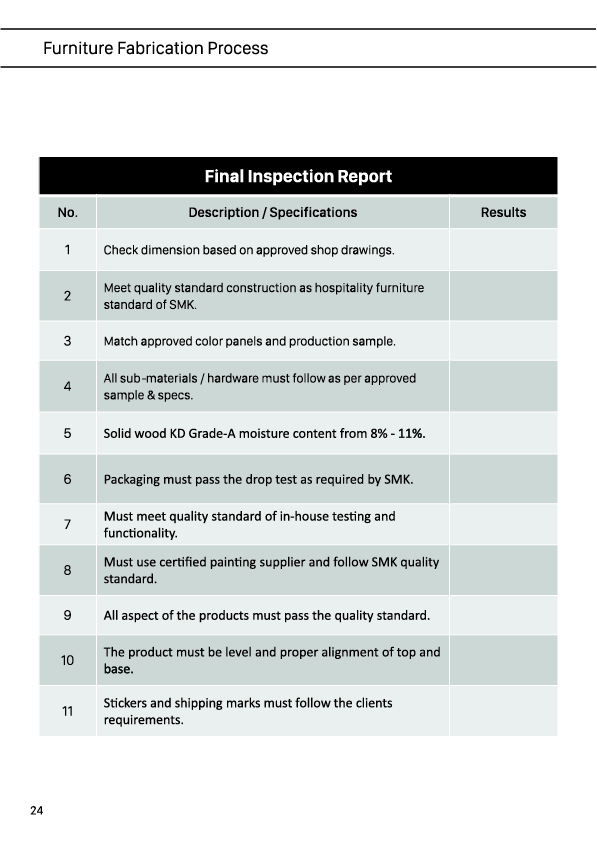 Furniture Fabrication Process
Final Inspection Report
No. Description / Specifications Results
1 Check dimension based on approved shop drawings.
2 Meet quality standard construction as hospitality furniture
standard of SMK.
3 Match approved color panels and production sample.
4 All sub-materials / hardware must follow as per approved
sample & specs.
5 Solid wood KD Grade-A moisture content from 8% - 11%.
6 Packaging must pass the drop test as required by SMK.
7 Must meet quality standard of in-house testing and
functionality.
8 Must use certified painting supplier and follow SMK quality
standard.
9 All aspect of the products must pass the quality standard.
10 The product must be level and proper alignment of top and
base.
11 Stickers and shipping marks must follow the clients
requirements.
24